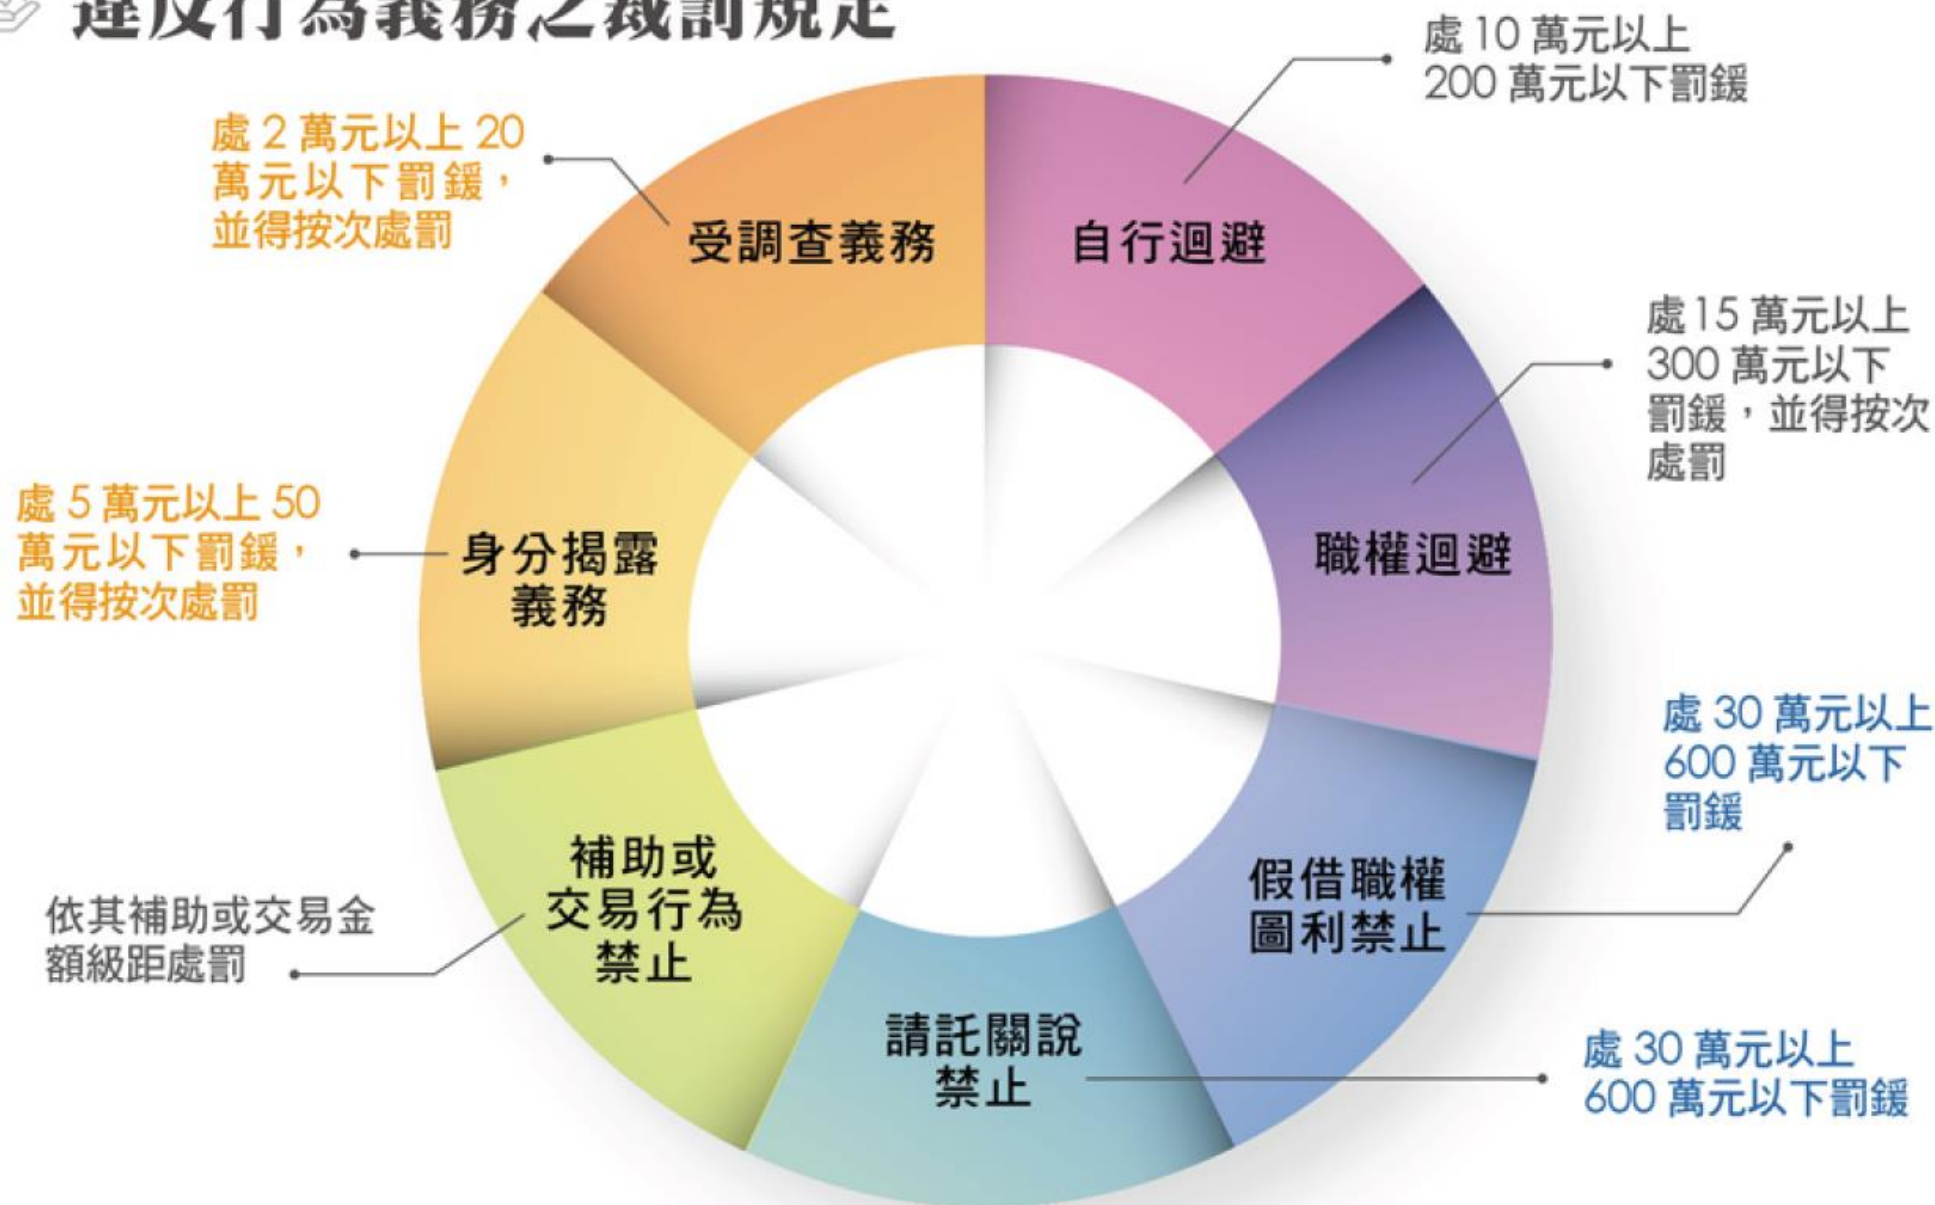 違反行為義務之裁罰規定
處 10 萬元以上
200 萬元以下罰鍰
自行迴避
處 15 萬元以上
300 萬元以下
罰鍰，並得按次
處罰
職權迴避
處 30 萬元以上
600 萬元以下
罰鍰
假借職權
圖利禁止
處 30 萬元以上
600 萬元以下罰鍰
請託關說
禁止
依其補助或交易金
額級距處罰
補助或
交易行為
禁止
處 5 萬元以上 50
萬元以下罰鍰，
並得按次處罰
身分揭露
義務
處 2 萬元以上 20
萬元以下罰鍰，
並得按次處罰
受調查義務